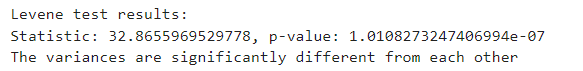 Levene test results:
Statistic: 32.8655969529778, p-value: 1.0108273247406994e-07
The variances are significantly different from each other